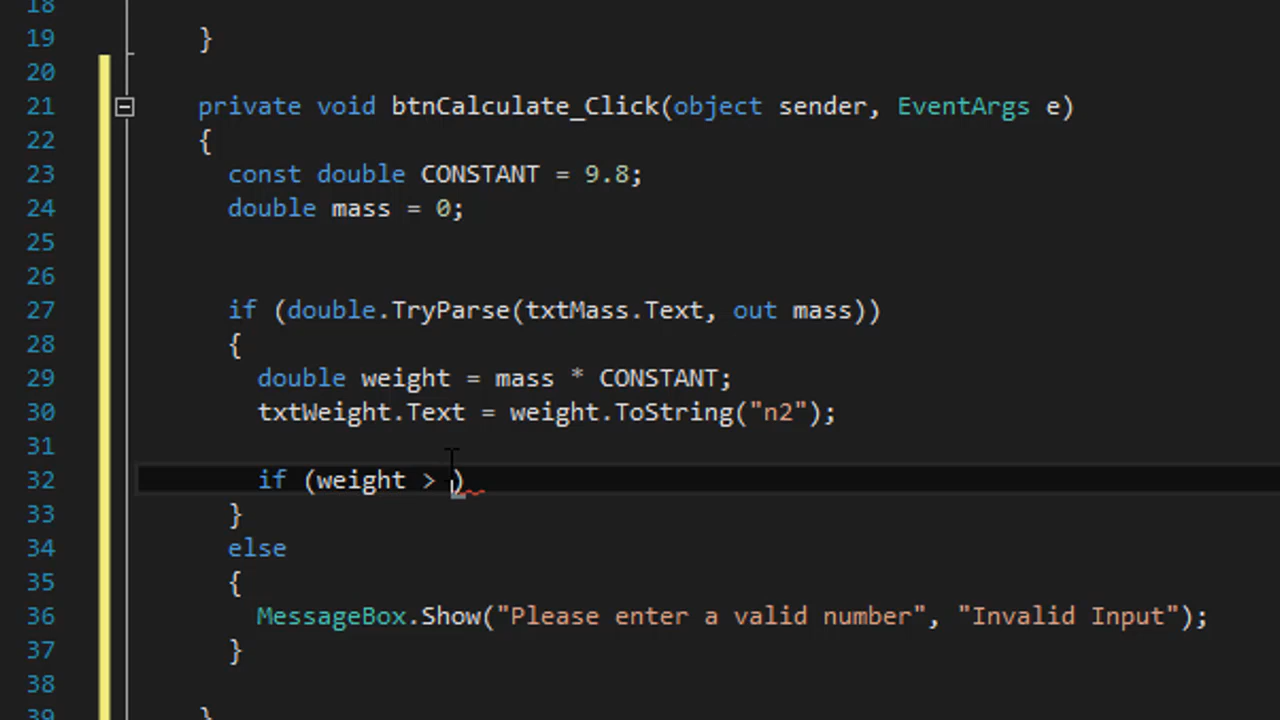 18
19 }
20
21 private void btnCalculate_Click(object sender, EventArgs e)
22 {
23 const double CONSTANT = 9.8;
24 double mass = 0;
25
26
27 if (double.TryParse(txtMass.Text, out mass))
28 {
29 double weight = mass * CONSTANT;
30 txtWeight.Text = weight.ToString("n2");
31
32 if (weight > )
33 }
34 else
35 {
36 MessageBox.Show("Please enter a valid number", "Invalid Input");
37 }
38
39 }